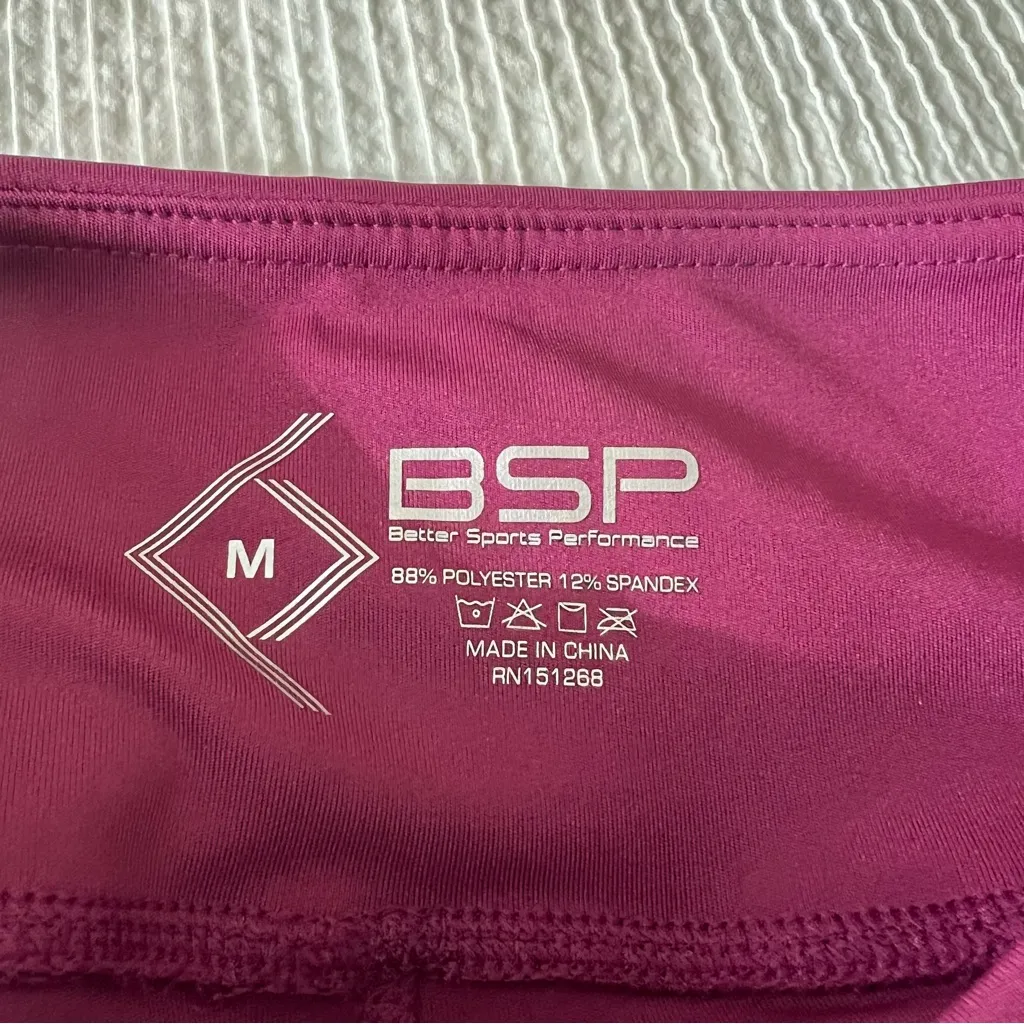 M
BSP
Better Sports Performance
88% POLYESTER 12% SPANDEX
MADE IN CHINA
RN151268